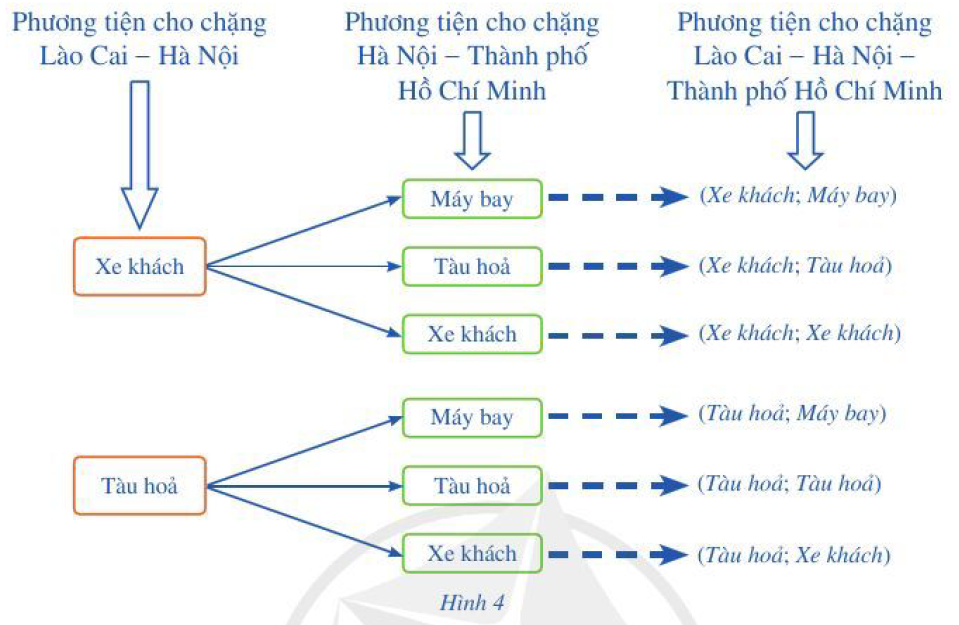 Phương tiện cho chặng
Lào Cai – Hà Nội
Phương tiện cho chặng
Hà Nội – Thành phố
Hồ Chí Minh
Phương tiện cho chặng
Lào Cai – Hà Nội –
Thành phố Hồ Chí Minh
Xe khách
Máy bay
(Xe khách; Máy bay)
Tàu hoả
(Xe khách; Tàu hoả)
Xe khách
(Xe khách; Xe khách)
Tàu hoả
Máy bay
(Tàu hoả; Máy bay)
Tàu hoả
(Tàu hoả; Tàu hoả)
Xe khách
(Tàu hoả; Xe khách)
Hình 4